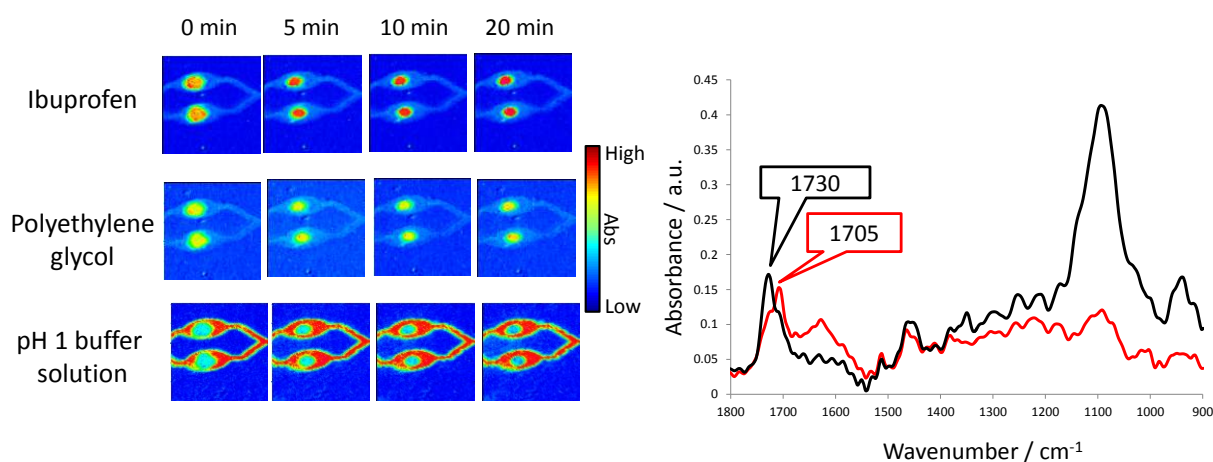 0 min 5 min 10 min 20 min
Ibuprofen
Polyethylene
glycol
pH 1 buffer
solution
High
Abs
Low
Absorbance / a.u.
0.45
0.4
0.35
0.3
0.25
0.2
0.15
0.1
0.05
0
1730
1705
1800 1700 1600 1500 1400 1300 1200 1100 1000 900
Wavenumber / cm⁻¹